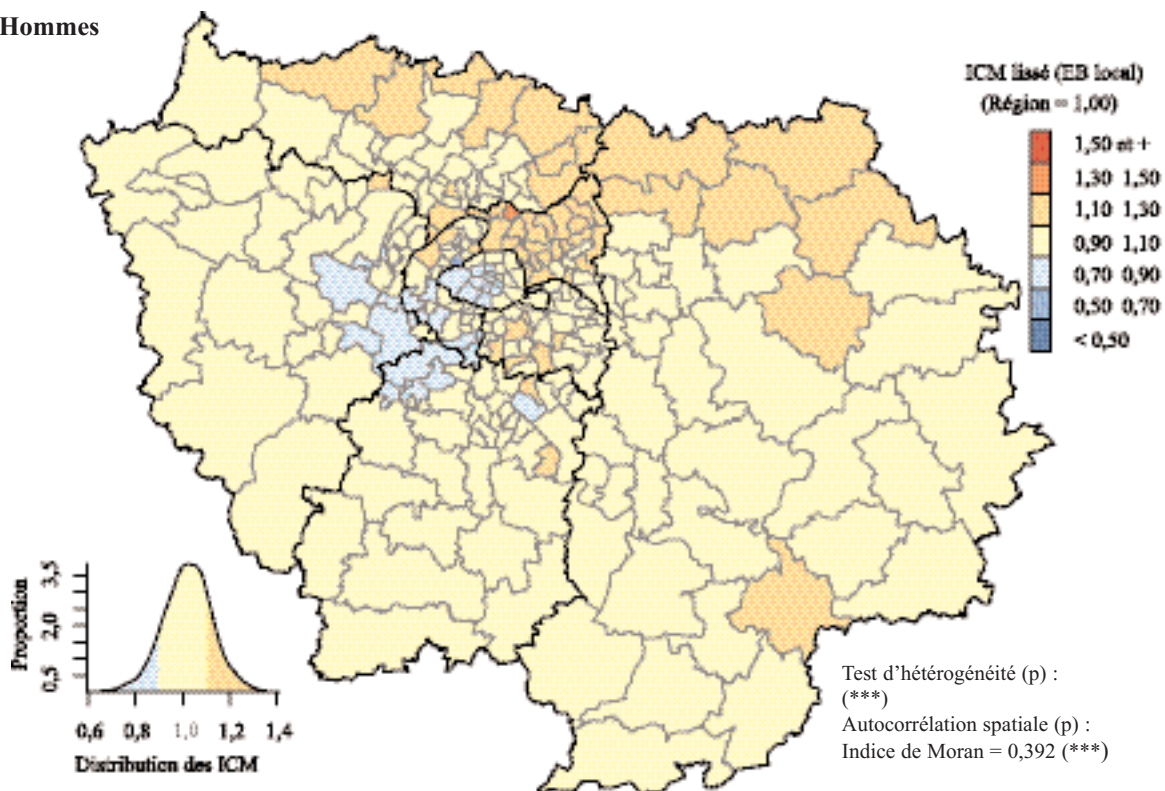 Hommes
ICM lissé (EB local)
(Région = 1,00)
1,50 et +
1,30 1,50
1,10 1,30
0,90 1,10
0,70 0,90
0,50 0,70
< 0,50
Proportion
3,5
2,0
0,5
0,6 0,8 1,0 1,2 1,4
Distribution des ICM
Test d’hétérogénéité (p) :
(***)
Autocorrélation spatiale (p) :
Indice de Moran = 0,392 (***)